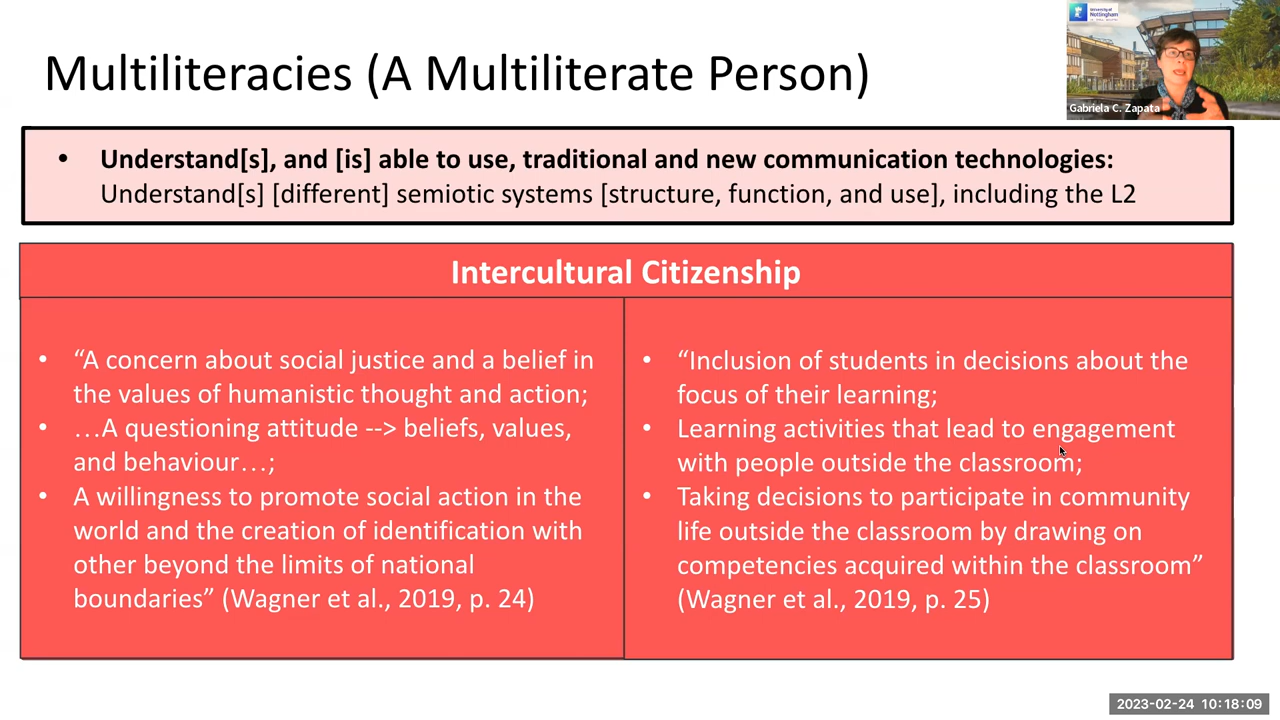 Multiliteracies (A Multiliterate Person)
University of
Nottingham
Gabriela C. Zapata
• Understand[s], and [is] able to use, traditional and new communication technologies:
Understand[s] [different] semiotic systems [structure, function, and use], including the L2
Intercultural Citizenship
• “A concern about social justice and a belief in
the values of humanistic thought and action;
• …A questioning attitude --> beliefs, values,
and behaviour…;
• A willingness to promote social action in the
world and the creation of identification with
other beyond the limits of national
boundaries” (Wagner et al., 2019, p. 24)
• “Inclusion of students in decisions about the
focus of their learning;
• Learning activities that lead to engagement
with people outside the classroom;
• Taking decisions to participate in community
life outside the classroom by drawing on
competencies acquired within the classroom”
(Wagner et al., 2019, p. 25)
2023-02-24 10:18:09